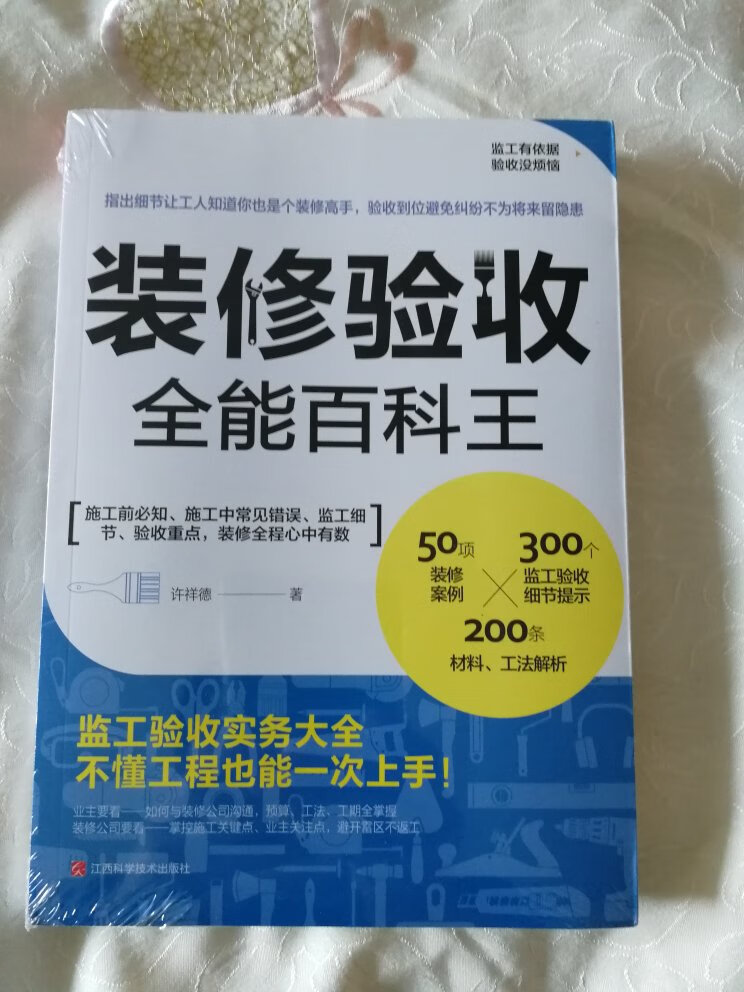 监工有依据
验收没烦恼
指出细节让工人知道你也是个装修高手，验收到位避免纠纷不为将来留隐患
装修验收
全能百科王
[施工前必知、施工中常见错误、监工细
节、验收重点，装修全程心中有数]
许祥德 著
50项
装修
案例
300个
监工验收
细节提示
200条
材料、工法解析
监工验收实务大全
不懂工程也能一次上手！
业主要看——如何与装修公司沟通，预算、工法、工期全掌握
装修公司要看——掌控施工关键点、业主关注点，避开雷区不返工
江西科学技术出版社